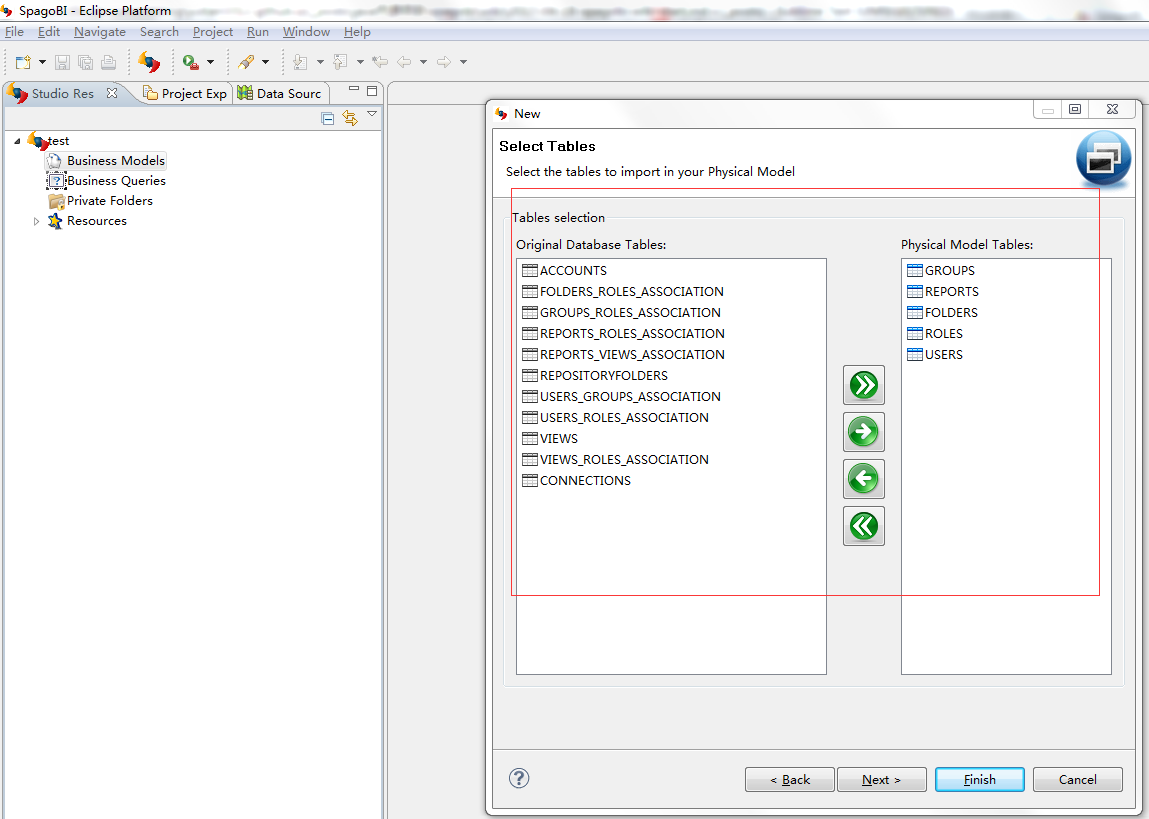 SpagoBI - Eclipse Platform
File Edit Navigate Search Project Run Window Help
Studio Res Project Exp Data Sourc
test
Business Models
Business Queries
Private Folders
Resources
New
Select Tables
Select the tables to import in your Physical Model
Tables selection
Original Database Tables:
ACCOUNTS
FOLDERS_ROLES_ASSOCIATION
GROUPS_ROLES_ASSOCIATION
REPORTS_ROLES_ASSOCIATION
REPORTS_VIEWS_ASSOCIATION
REPOSITORYFOLDERS
USERS_GROUPS_ASSOCIATION
USERS_ROLES_ASSOCIATION
VIEWS
VIEWS_ROLES_ASSOCIATION
CONNECTIONS
Physical Model Tables:
GROUPS
REPORTS
FOLDERS
ROLES
USERS
< Back Next > Finish Cancel